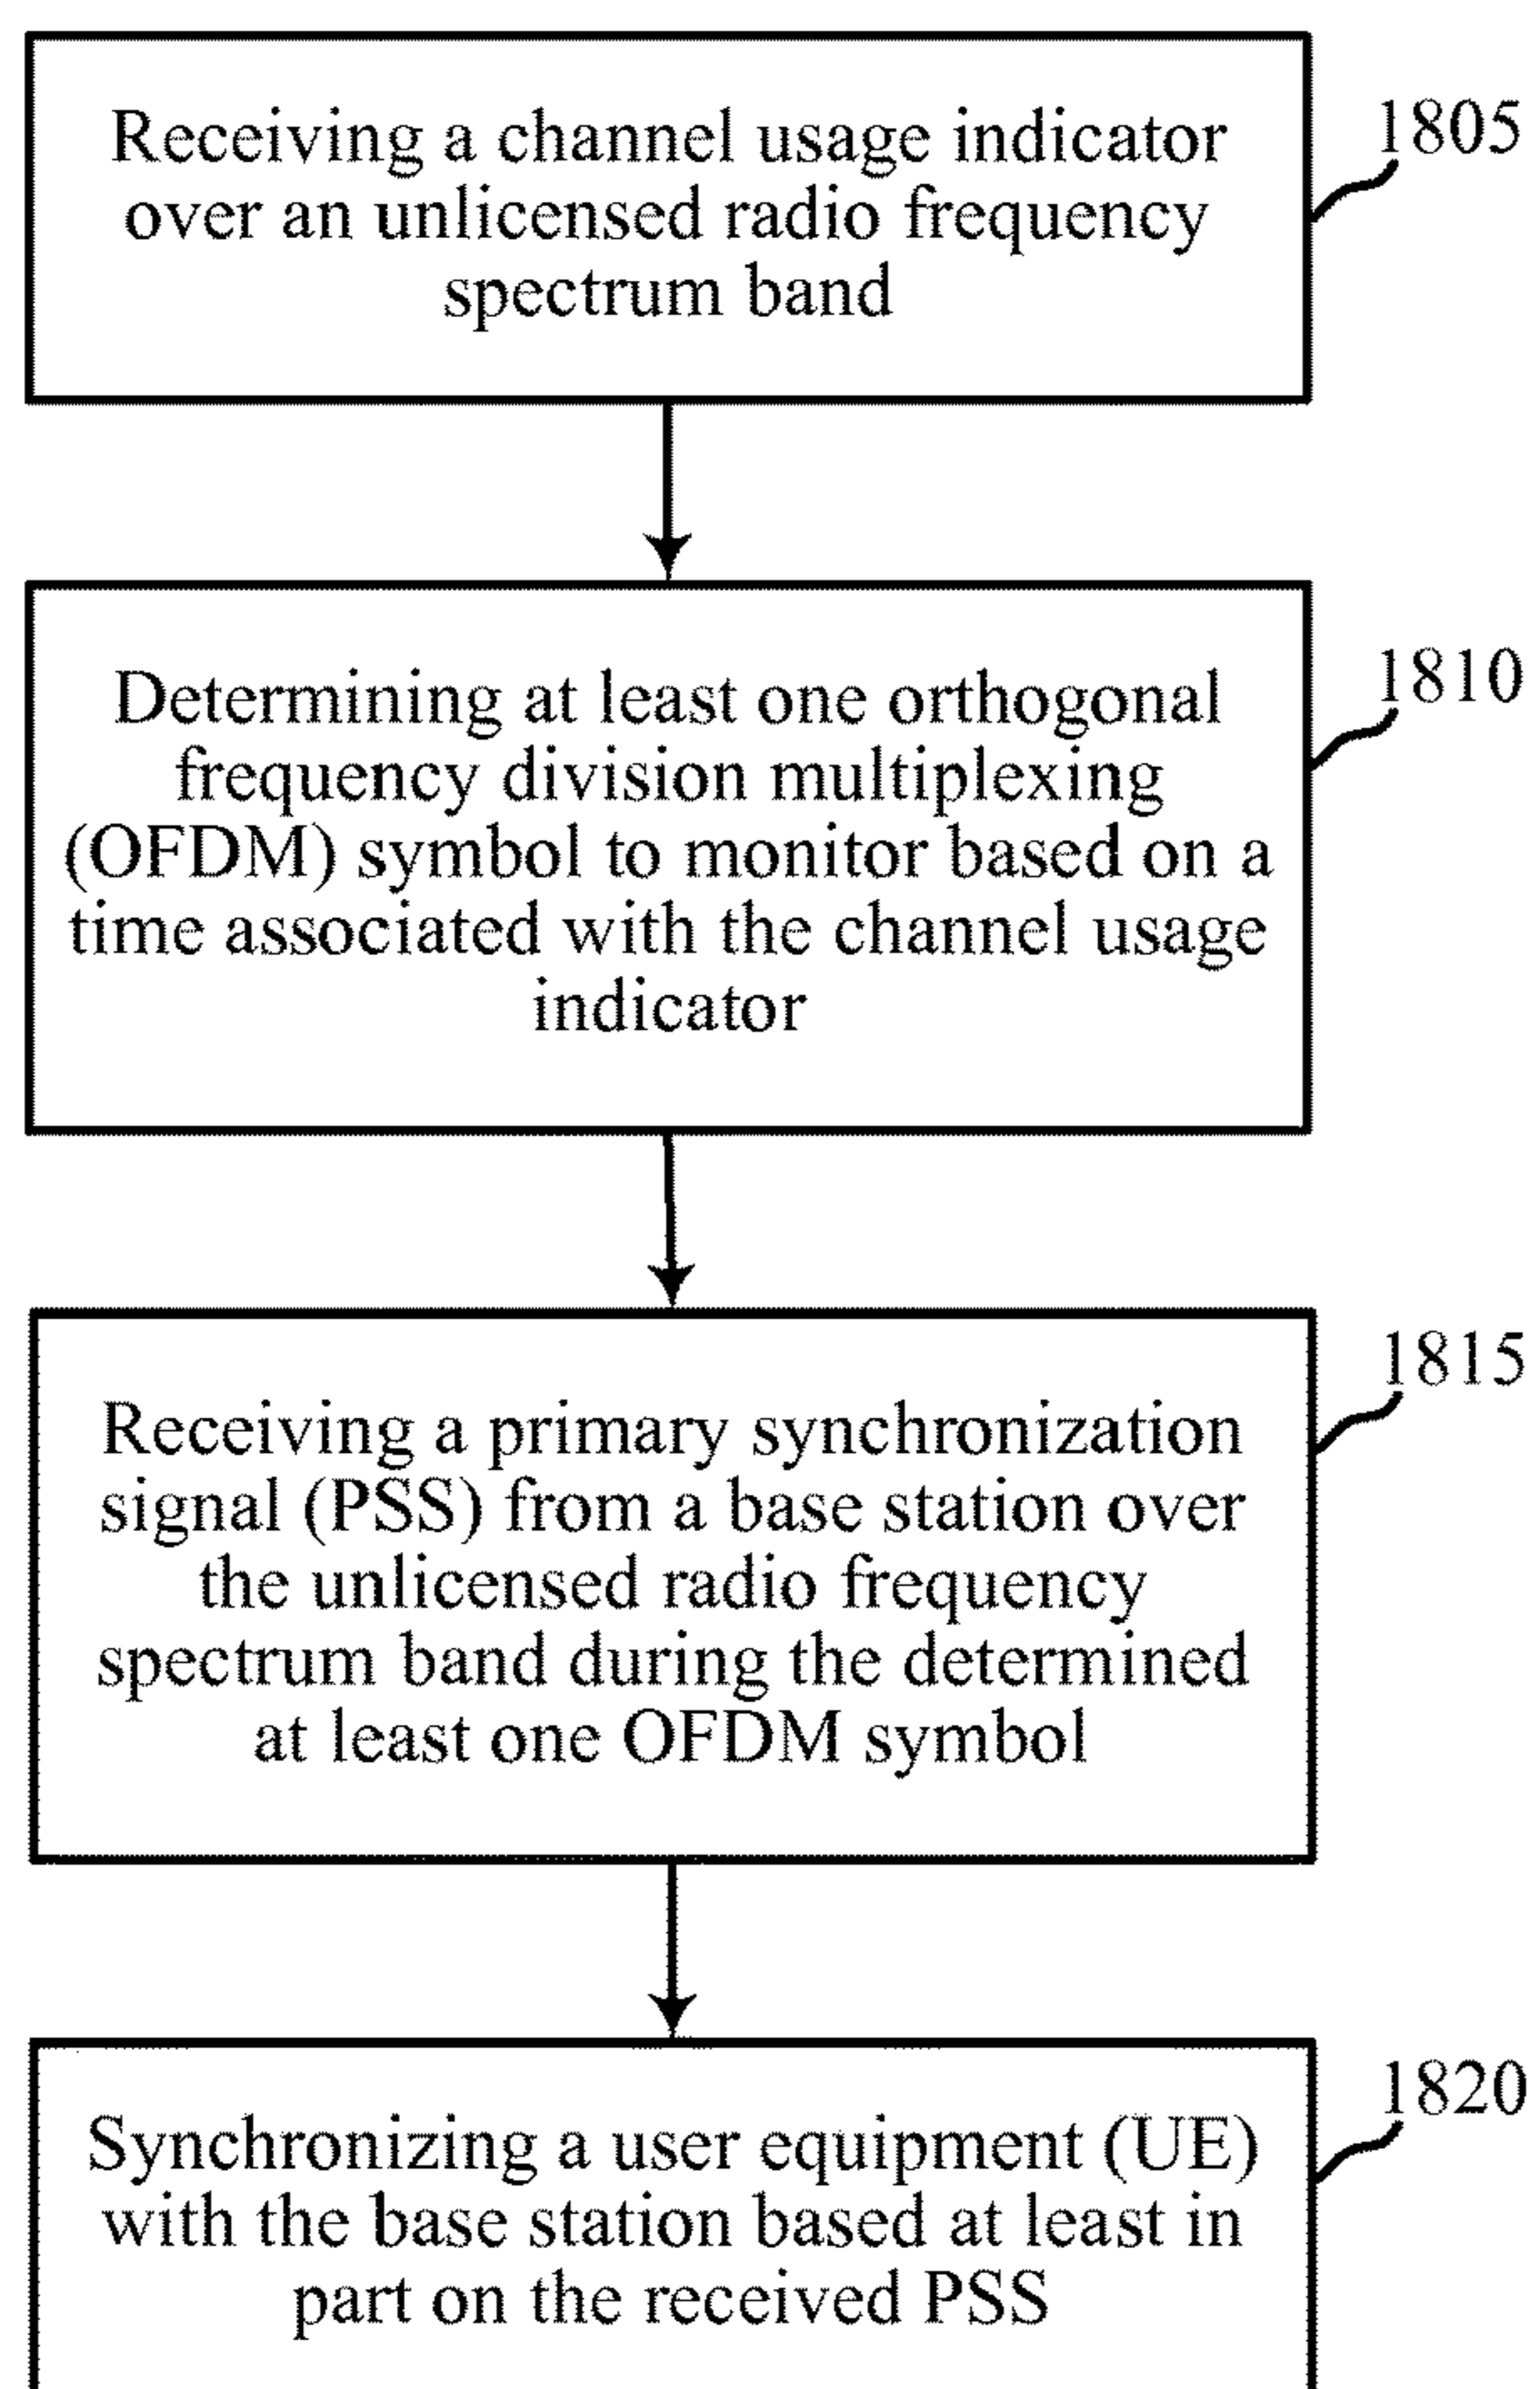 Receiving a channel usage indicator
over an unlicensed radio frequency
spectrum band
1805
Determining at least one orthogonal
frequency division multiplexing
(OFDM) symbol to monitor based on a
time associated with the channel usage
indicator
1810
Receiving a primary synchronization
signal (PSS) from a base station over
the unlicensed radio frequency
spectrum band during the determined
at least one OFDM symbol
1815
Synchronizing a user equipment (UE)
with the base station based at least in
part on the received PSS
1820